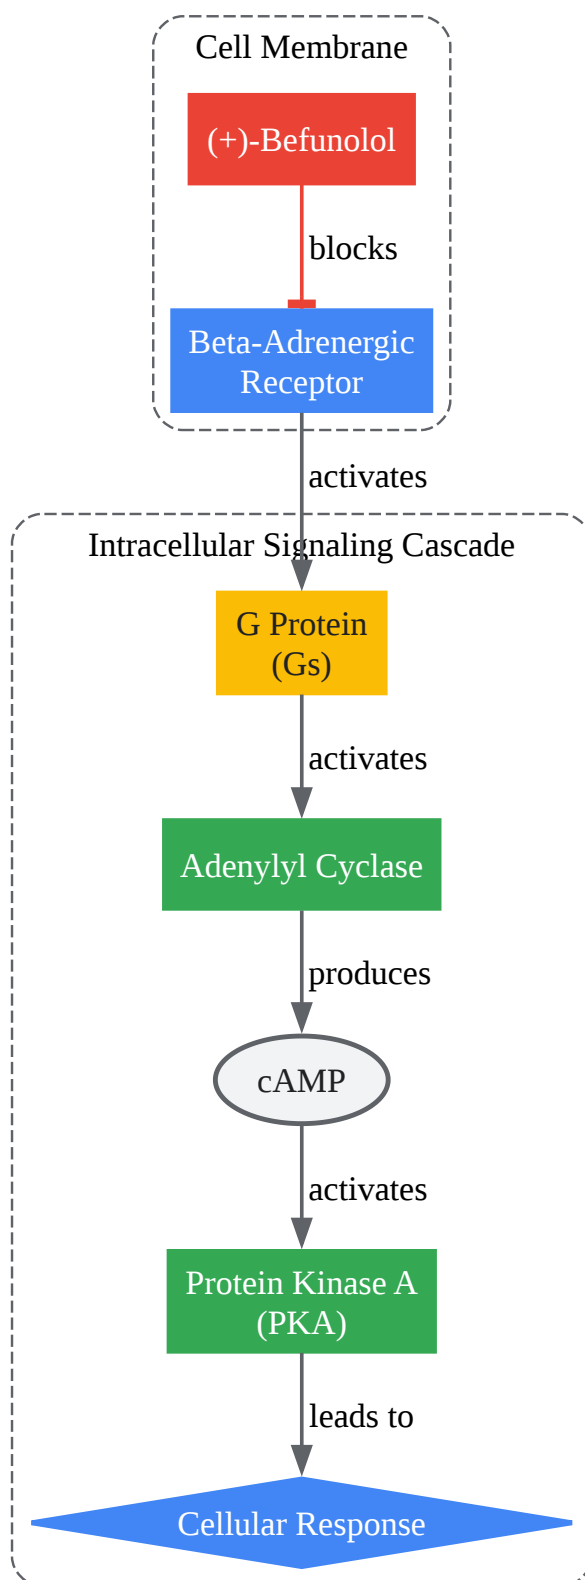 Cell Membrane
(+)-Befunolol
blocks
Beta-Adrenergic
Receptor
activates
Intracellular Signaling Cascade
G Protein
(Gs)
activates
Adenylyl Cyclase
produces
cAMP
activates
Protein Kinase A
(PKA)
leads to
Cellular Response